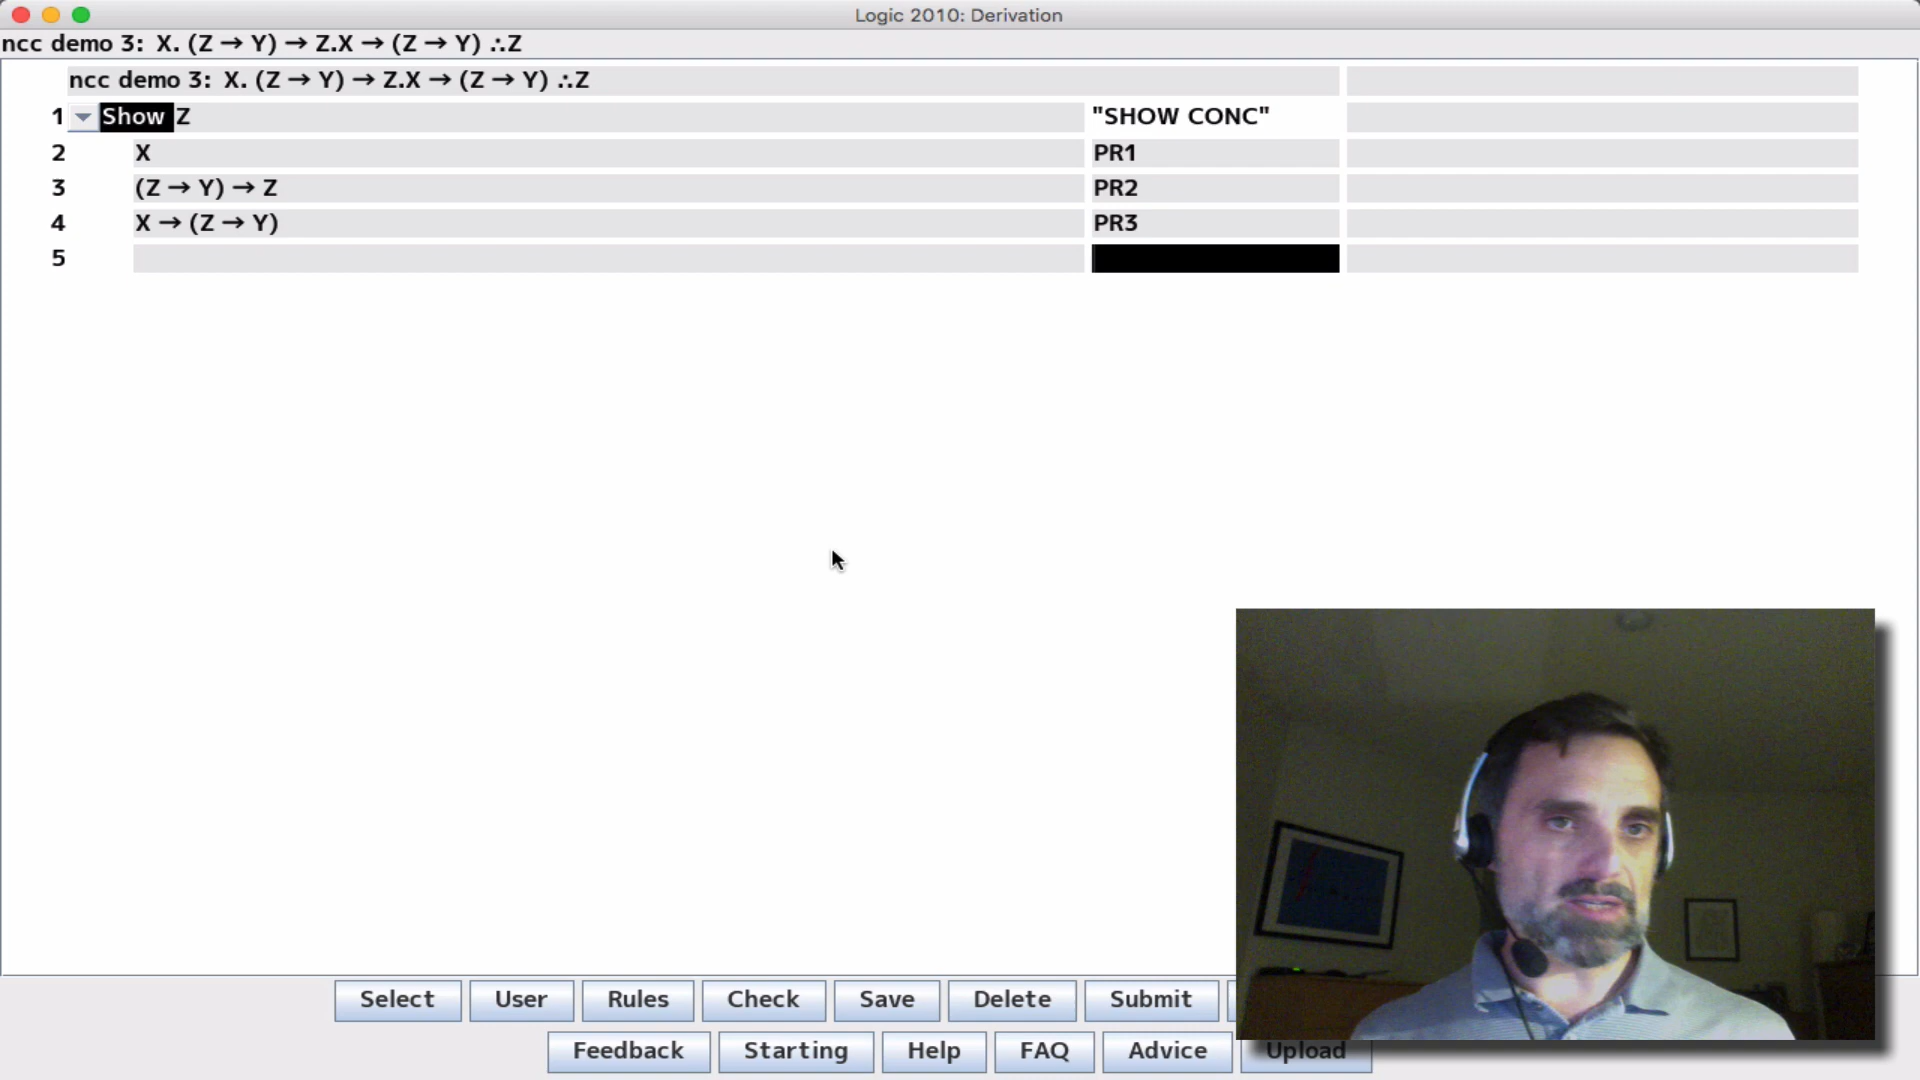 Logic 2010: Derivation
ncc demo 3: X. (Z → Y) → Z.X → (Z → Y) ∴Z
ncc demo 3: X. (Z → Y) → Z.X → (Z → Y) ∴Z
1 Show Z "SHOW CONC"
2 X PR1
3 (Z → Y) → Z PR2
4 X → (Z → Y) PR3
5
Select User Rules Check Save Delete Submit
Feedback Starting Help FAQ Advice Upload